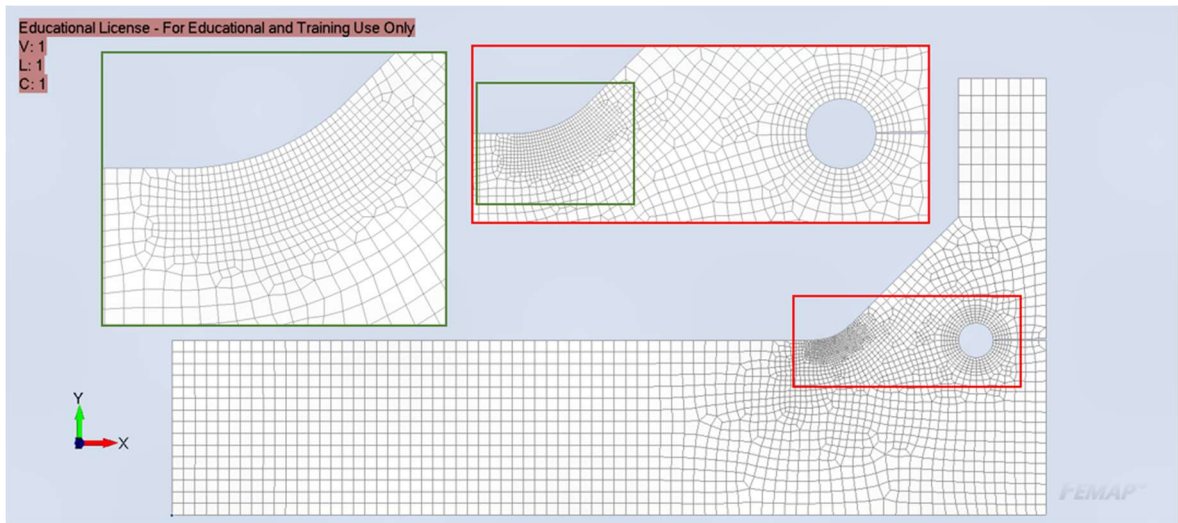 Educational License - For Educational and Training Use Only
V: 1
L: 1
C: 1
Y
X
FEMAP